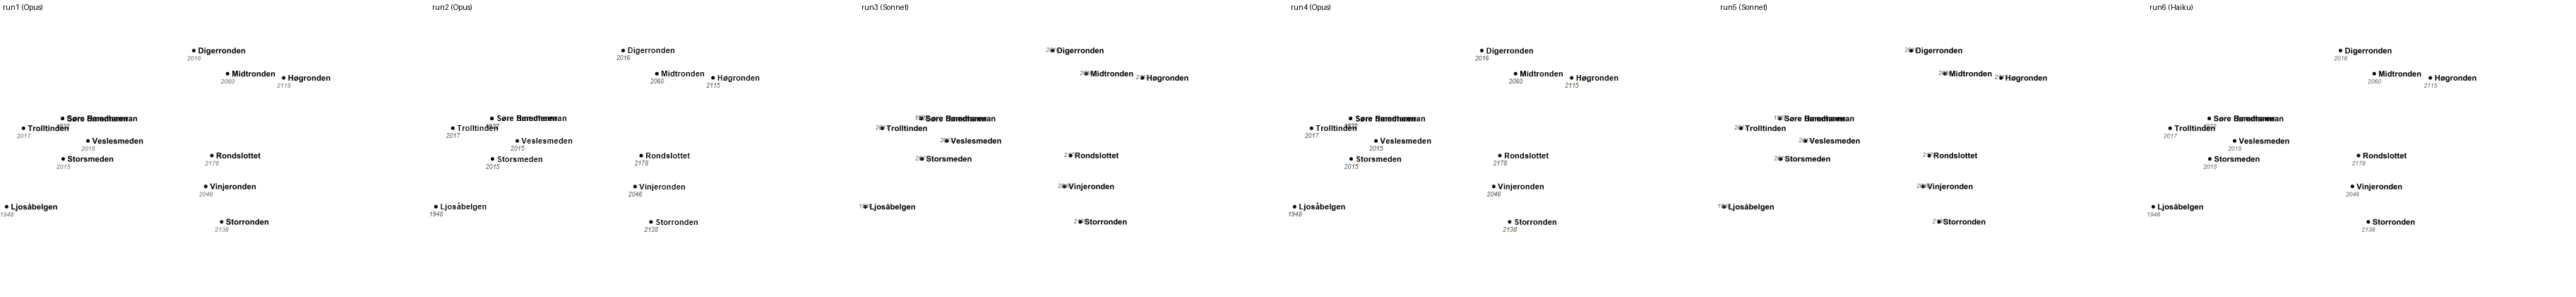 run1 (Opus)
Digerronden
2016
Midtronden
2060
Høgronden
2115
Trolltinden
2017
Veslesmeden
2015
Storsmeden
2015
Rondslottet
2178
Vinjeronden
2046
Ljosåbelgen
1948
Storronden
2138
run2 (Opus)
Digerronden
2016
Midtronden
2060
Høgronden
2115
Søre
Trolltinden
2017
Veslesmeden
2015
Storsmeden
2015
Rondslottet
2178
Vinjeronden
2046
Ljosåbelgen
1948
Storronden
2138
run3 (Sonnet)
Digerronden
Midtronden
Høgronden
Trolltinden
Veslesmeden
Storsmeden
Rondslottet
Vinjeronden
Ljosåbelgen
Storronden
run4 (Opus)
Digerronden
2016
Midtronden
2060
Høgronden
2115
Søre
Trolltinden
2017
Veslesmeden
2015
Storsmeden
2015
Rondslottet
2178
Vinjeronden
2046
Ljosåbelgen
1948
Storronden
2138
run5 (Sonnet)
Digerronden
Midtronden
Høgronden
Trolltinden
Veslesmeden
Storsmeden
Rondslottet
Vinjeronden
Ljosåbelgen
Storronden
run6 (Haiku)
Digerronden
2016
Midtronden
2060
Høgronden
2115
Søre
Trolltinden
2017
Veslesmeden
2015
Storsmeden
2015
Rondslottet
2178
Vinjeronden
2046
Ljosåbelgen
1948
Storronden
2138